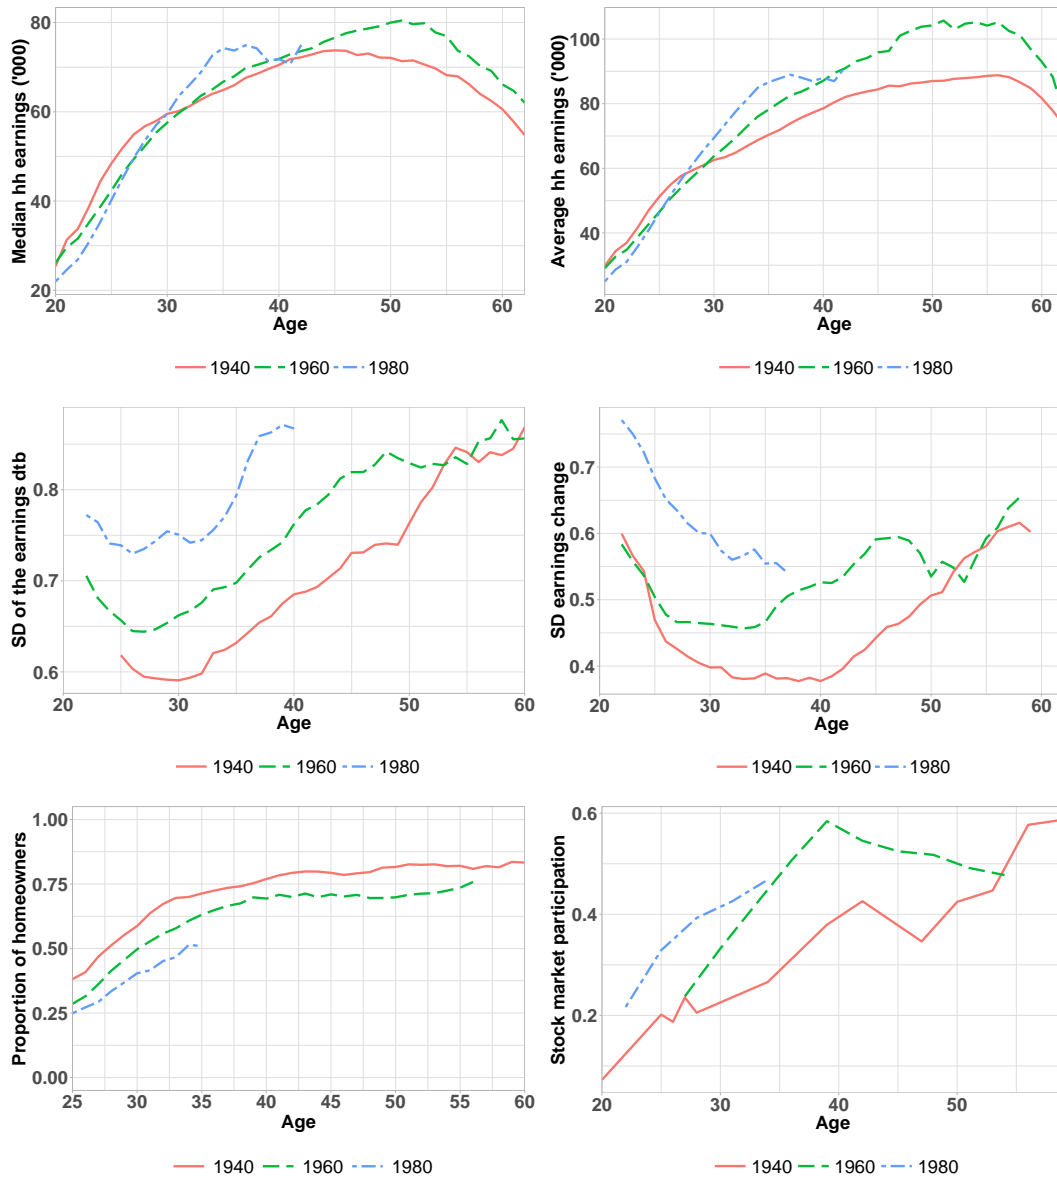 Median hh earnings ('000)
80
60
40
20
20 30 40 50 60
Age
1940 1960 1980
Average hh earnings ('000)
100
80
60
40
20 30 40 50 60
Age
1940 1960 1980
SD of the earnings dtb
0.8
0.7
0.6
20 30 40 50 60
Age
1940 1960 1980
SD earnings change
0.7
0.6
0.5
0.4
20 30 40 50 60
Age
1940 1960 1980
Proportion of homeowners
1.00
0.75
0.50
0.25
0.00
25 30 35 40 45 50 55 60
Age
1940 1960 1980
Stock market participation
0.6
0.4
0.2
20 30 40 50
Age
1940 1960 1980